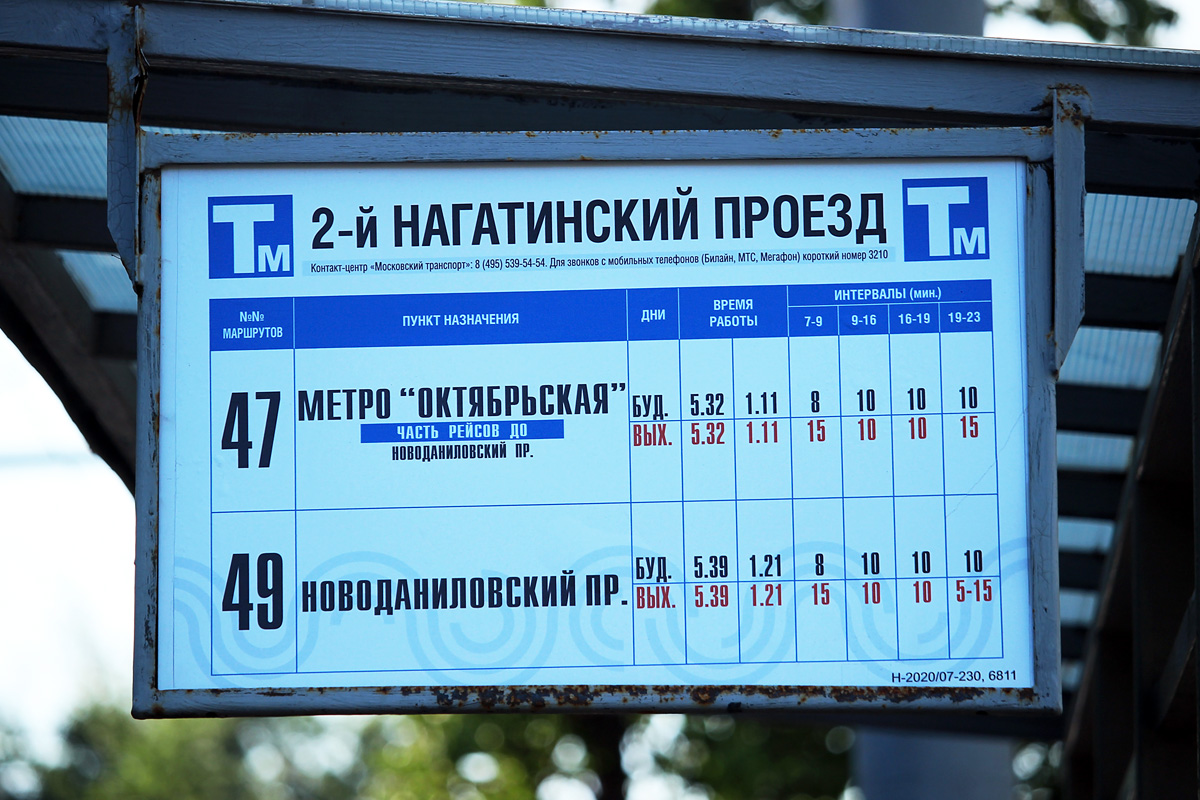 Тм 2-й НАГАТИНСКИЙ ПРОЕЗД Тм
Контакт-центр «Московский транспорт»: 8 (495) 539-54-54. Для звонков с мобильных телефонов (Билайн, МТС, Мегафон) короткий номер 3210
№№ МАРШРУТОВ ПУНКТ НАЗНАЧЕНИЯ ДНИ ВРЕМЯ РАБОТЫ ИНТЕРВАЛЫ (мин.)
7-9 9-16 16-19 19-23
47 МЕТРО “ОКТЯБРЬСКАЯ” БУД. 5.32 1.11 8 10 10 10
ЧАСТЬ РЕЙСОВ ДО ВЫХ. 5.32 1.11 15 10 10 15
НОВОДАНИЛОВСКИЙ ПР.
49 НОВОДАНИЛОВСКИЙ ПР. БУД. 5.39 1.21 8 10 10 10
ВЫХ. 5.39 1.21 15 10 10 5-15
Н-2020/07-230, 6811